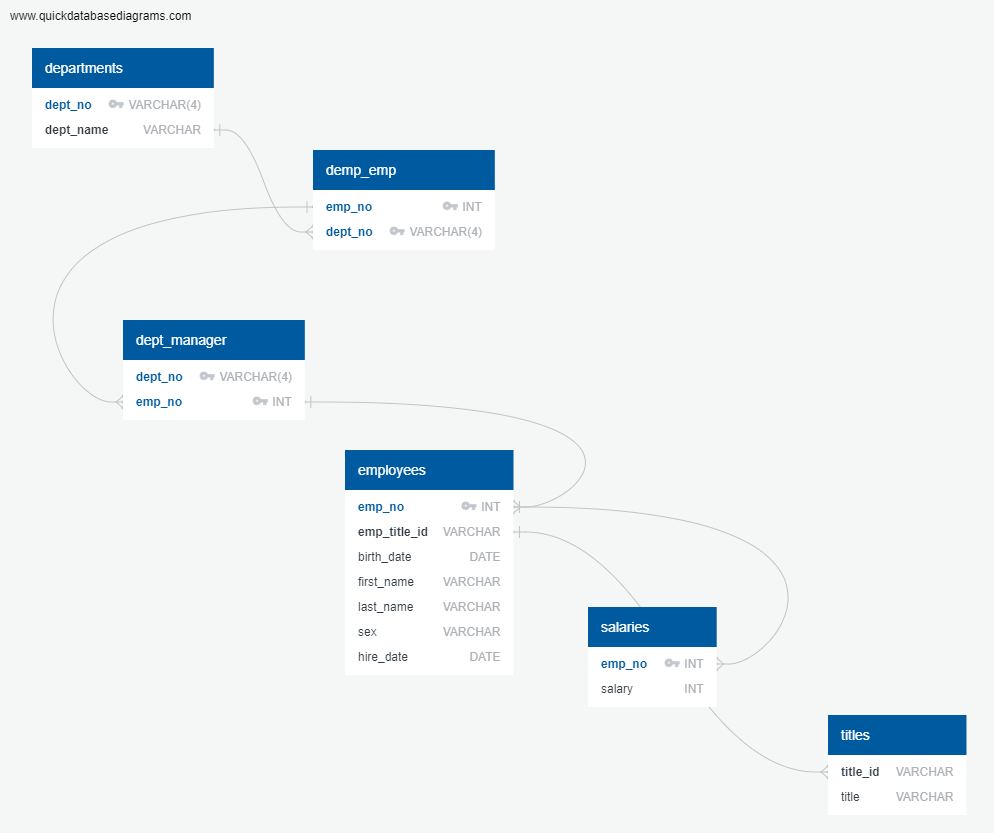 www.quickdatabasediagrams.com
departments
dept_no VARCHAR(4)
dept_name VARCHAR
demp_emp
emp_no INT
dept_no VARCHAR(4)
dept_manager
dept_no VARCHAR(4)
emp_no INT
employees
emp_no INT
emp_title_id VARCHAR
birth_date DATE
first_name VARCHAR
last_name VARCHAR
sex VARCHAR
hire_date DATE
salaries
emp_no INT
salary INT
titles
title_id VARCHAR
title VARCHAR